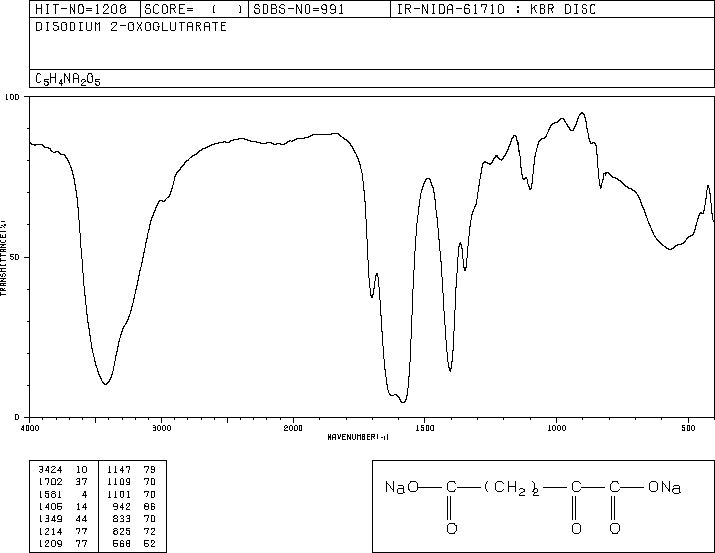 HIT-NO=1208 SCORE= ( ) SDBS-NO=991 IR-NIDA-61710 : KBR DISC
DISODIUM 2-OXOGLUTARATE
C5H4NA2O5
100
50
0
TRANSMITTANCE(%)
4000 3000 2000 1500 1000 500
WAVENUMBER(-1)
3424 10 1147 79
1702 37 1109 70
1581 4 1101 70
1405 14 942 86
1349 44 833 70
1214 77 825 72
1209 77 568 52
NaO C (CH2)2 C C ONa
O O O